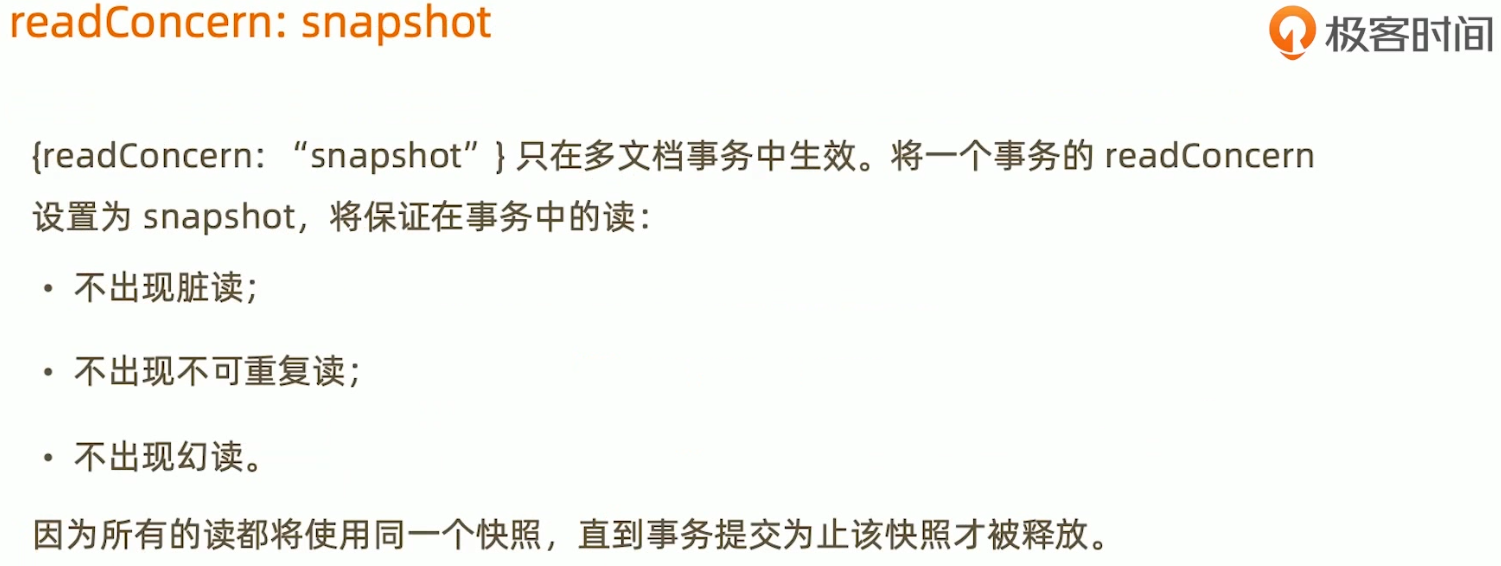 readConcern: snapshot
极客时间
{readConcern：“snapshot”} 只在多文档事务中生效。将一个事务的 readConcern
设置为 snapshot，将保证在事务中的读：
• 不出现脏读；
• 不出现不可重复读；
• 不出现幻读。
因为所有的读都将使用同一个快照，直到事务提交为止该快照才被释放。